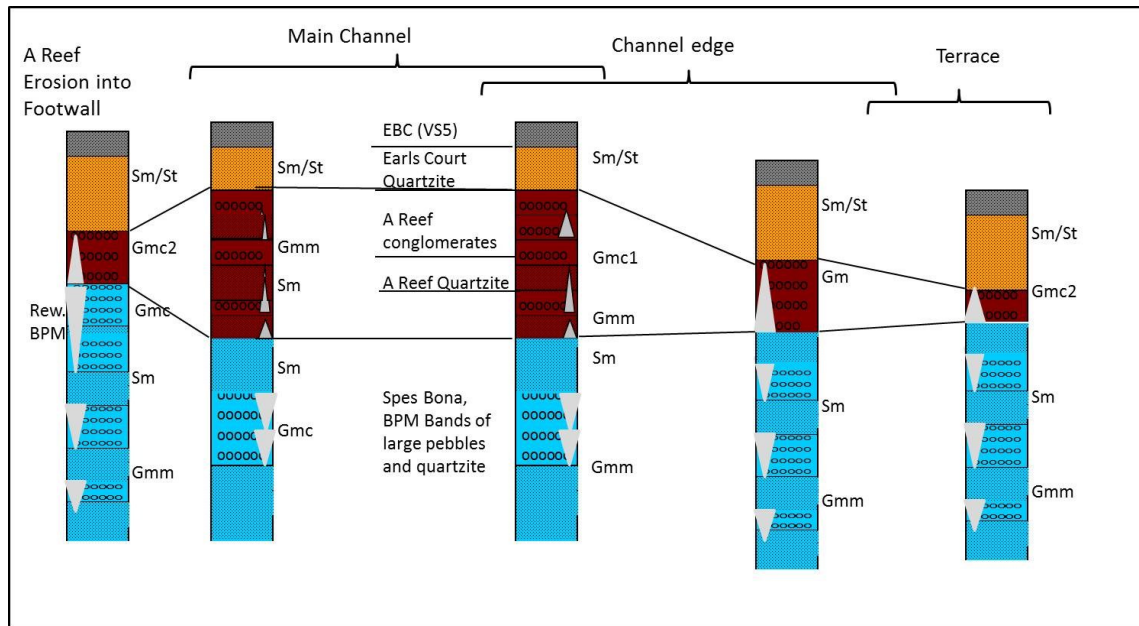 A Reef
Erosion into
Footwall
Main Channel
Channel edge
Terrace
Sm/St
Gmc2
Gmc
Rew.
BPM
Sm
Gmm
Sm/St
Gmm
Sm
Sm
Gmc
EBC (VS5)
Earls Court
Quartzite
A Reef
conglomerates
A Reef Quartzite
Spes Bona,
BPM Bands of
large pebbles
and quartzite
Sm/St
Gmc1
Gmm
Sm
Gmm
Sm/St
Gm
Sm
Gmm
Sm/St
Gmc2
Sm
Gmm